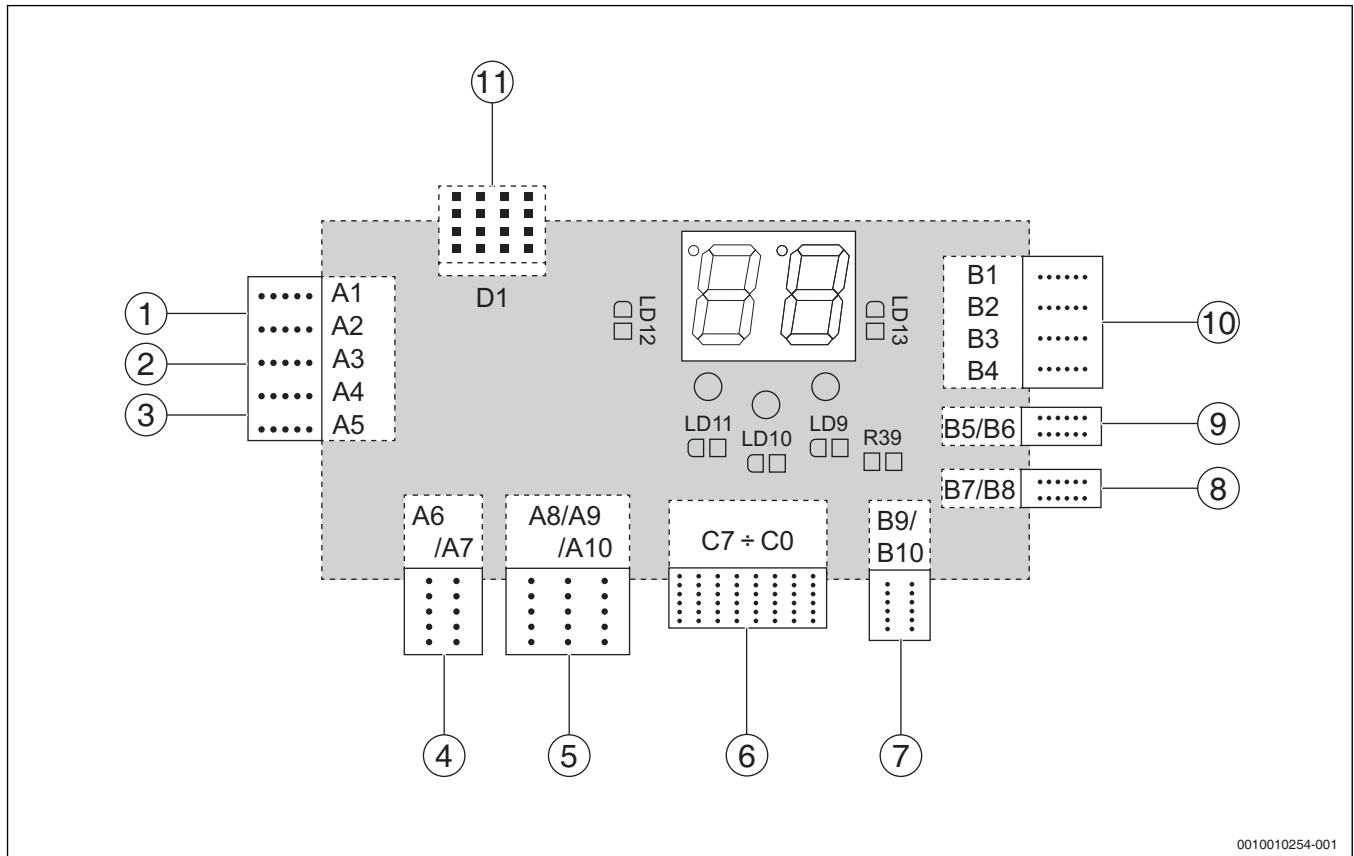 11
D1
LD12
LD13
1
2
3
A1
A2
A3
A4
A5
B1
B2
B3
B4
10
LD11
LD10
LD9
R39
B5/B6
9
B7/B8
8
A6
/A7
A8/A9
/A10
C7 ÷ C0
B9/
B10
4
5
6
7
0010010254-001